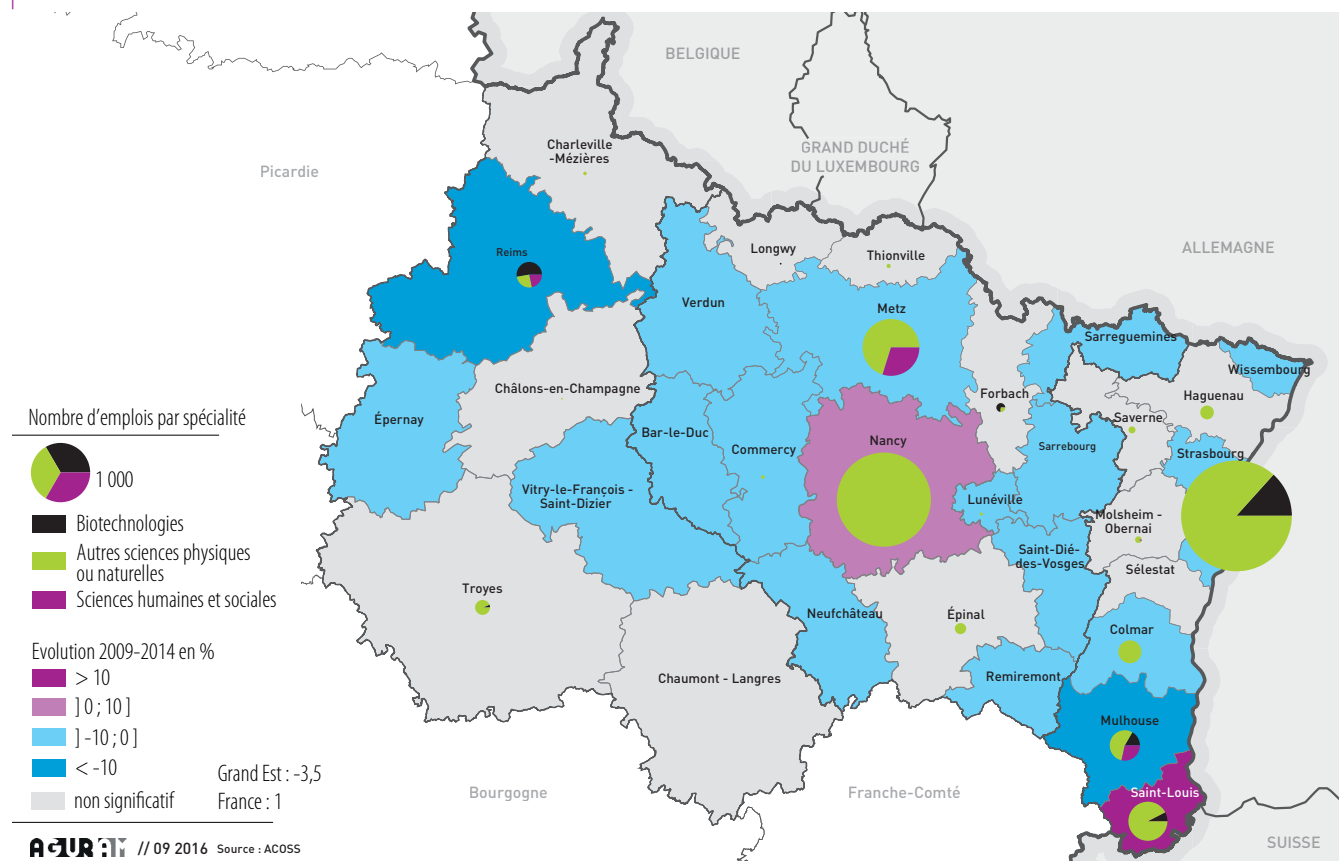 BELGIQUE
GRAND DUCHÉ
DU LUXEMBOURG
Picardie
ALLEMAGNE
Charleville
-Mézières
Reims
Longwy
Thionville
Verdun
Metz
Sarreguemines
Wissembourg
Châlons-en-Champagne
Forbach
Haguenau
Saverne
Épernay
Bar-le-Duc
Commercy
Nancy
Sarrebourg
Strasbourg
Vitry-le-François -
Saint-Dizier
Lunéville
Molsheim -
Obernai
Saint-Dié-
des-Vosges
Sélestat
Troyes
Neufchâteau
Épinal
Colmar
Chaumont - Langres
Remiremont
Mulhouse
Saint-Louis
Bourgogne
Franche-Comté
SUISSE
Nombre d'emplois par spécialité
1 000
Biotechnologies
Autres sciences physiques
ou naturelles
Sciences humaines et sociales
Evolution 2009-2014 en %
> 10
] 0 ; 10 ]
] -10 ; 0 ]
< -10
non significatif
Grand Est : -3,5
France : 1
AGURAM // 09 2016 Source : ACOSS